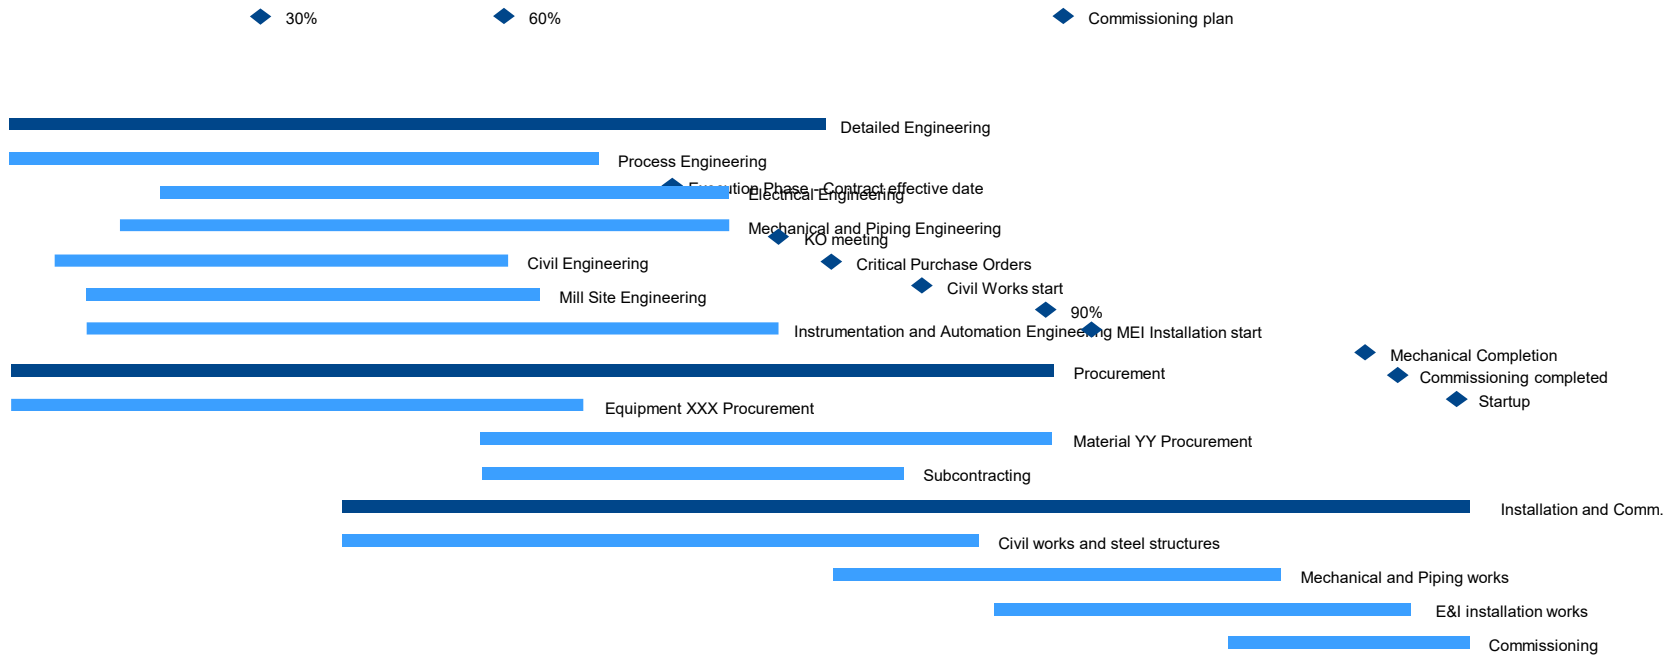 30%
60%
Commissioning plan
Detailed Engineering
Process Engineering
Execution Phase - Contract effective date
Electrical Engineering
Mechanical and Piping Engineering
KO meeting
Civil Engineering
Critical Purchase Orders
Civil Works start
Mill Site Engineering
90%
Instrumentation and Automation Engineering
MEI Installation start
Mechanical Completion
Procurement
Commissioning completed
Startup
Equipment XXX Procurement
Material YY Procurement
Subcontracting
Installation and Comm.
Civil works and steel structures
Mechanical and Piping works
E&I installation works
Commissioning